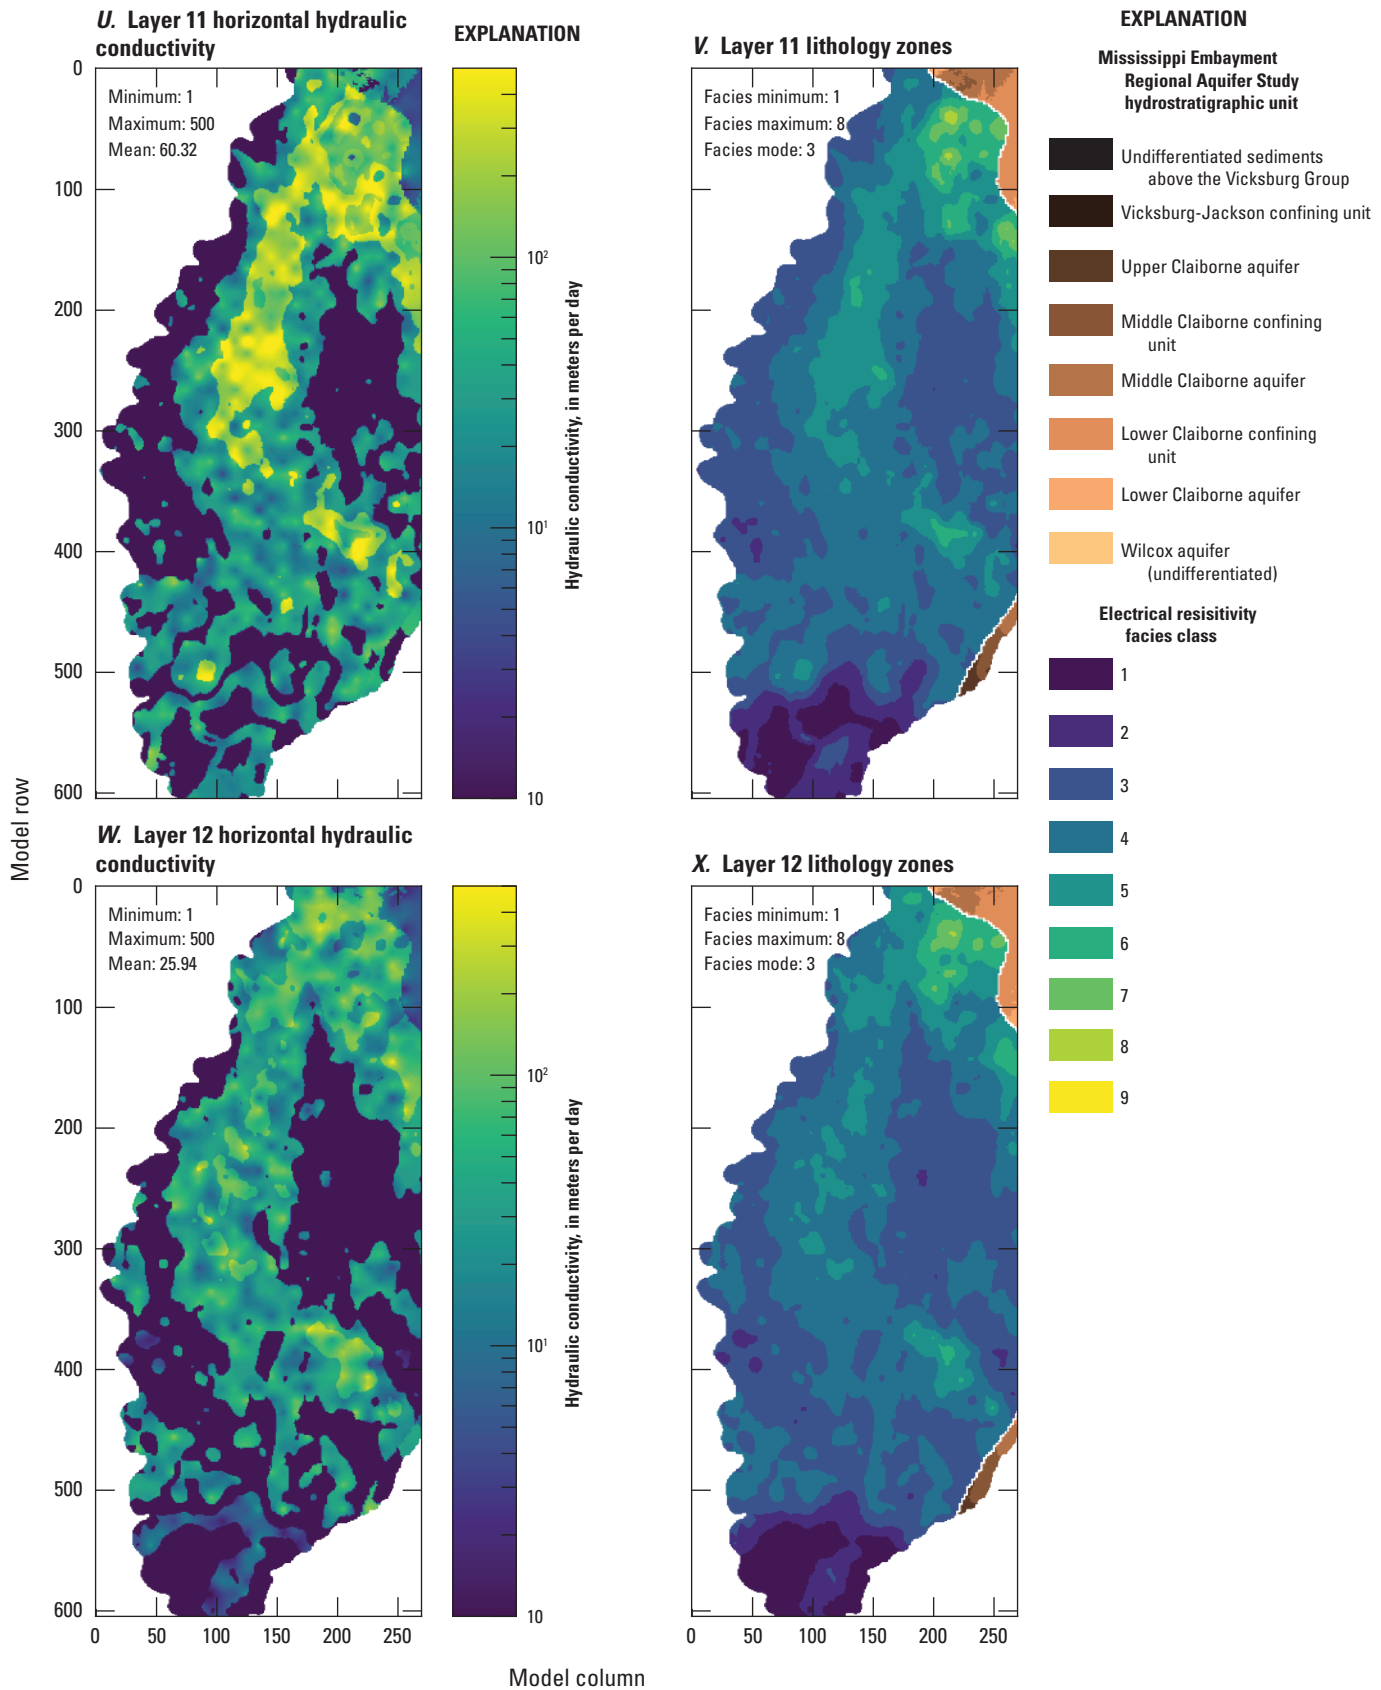 U. Layer 11 horizontal hydraulic
conductivity
EXPLANATION
Minimum: 1
Maximum: 500
Mean: 60.32
0
100
200
300
400
500
600
10²
10¹
10
Hydraulic conductivity, in meters per day
V. Layer 11 lithology zones
Facies minimum: 1
Facies maximum: 8
Facies mode: 3
W. Layer 12 horizontal hydraulic
conductivity
Minimum: 1
Maximum: 500
Mean: 25.94
0
100
200
300
400
500
600
0 50 100 150 200 250
10²
10¹
10
Hydraulic conductivity, in meters per day
X. Layer 12 lithology zones
Facies minimum: 1
Facies maximum: 8
Facies mode: 3
0 50 100 150 200 250
Model row
Model column
EXPLANATION
Mississippi Embayment
Regional Aquifer Study
hydrostratigraphic unit
Undifferentiated sediments
above the Vicksburg Group
Vicksburg-Jackson confining unit
Upper Claiborne aquifer
Middle Claiborne confining
unit
Middle Claiborne aquifer
Lower Claiborne confining
unit
Lower Claiborne aquifer
Wilcox aquifer
(undifferentiated)
Electrical resisitivity
facies class
1
2
3
4
5
6
7
8
9